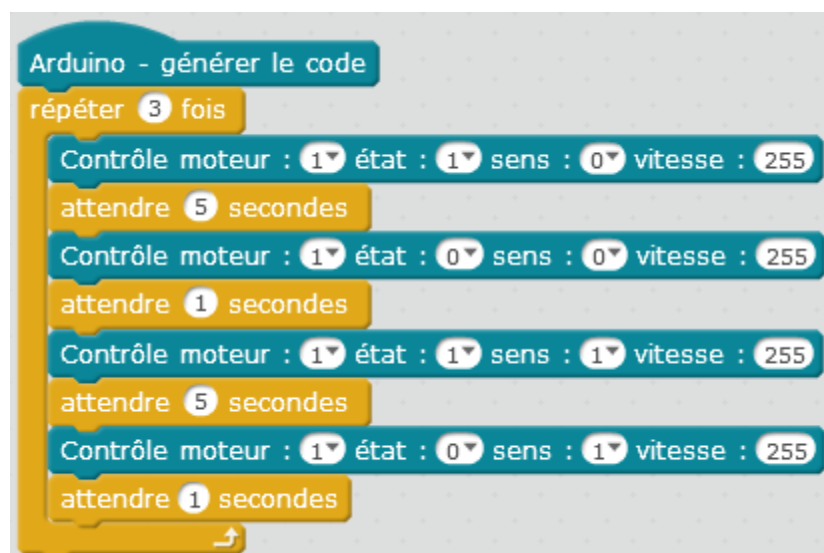 Arduino - générer le code
répéter 3 fois
Contrôle moteur : 1 état : 1 sens : 0 vitesse : 255
attendre 5 secondes
Contrôle moteur : 1 état : 0 sens : 0 vitesse : 255
attendre 1 secondes
Contrôle moteur : 1 état : 1 sens : 1 vitesse : 255
attendre 5 secondes
Contrôle moteur : 1 état : 0 sens : 1 vitesse : 255
attendre 1 secondes